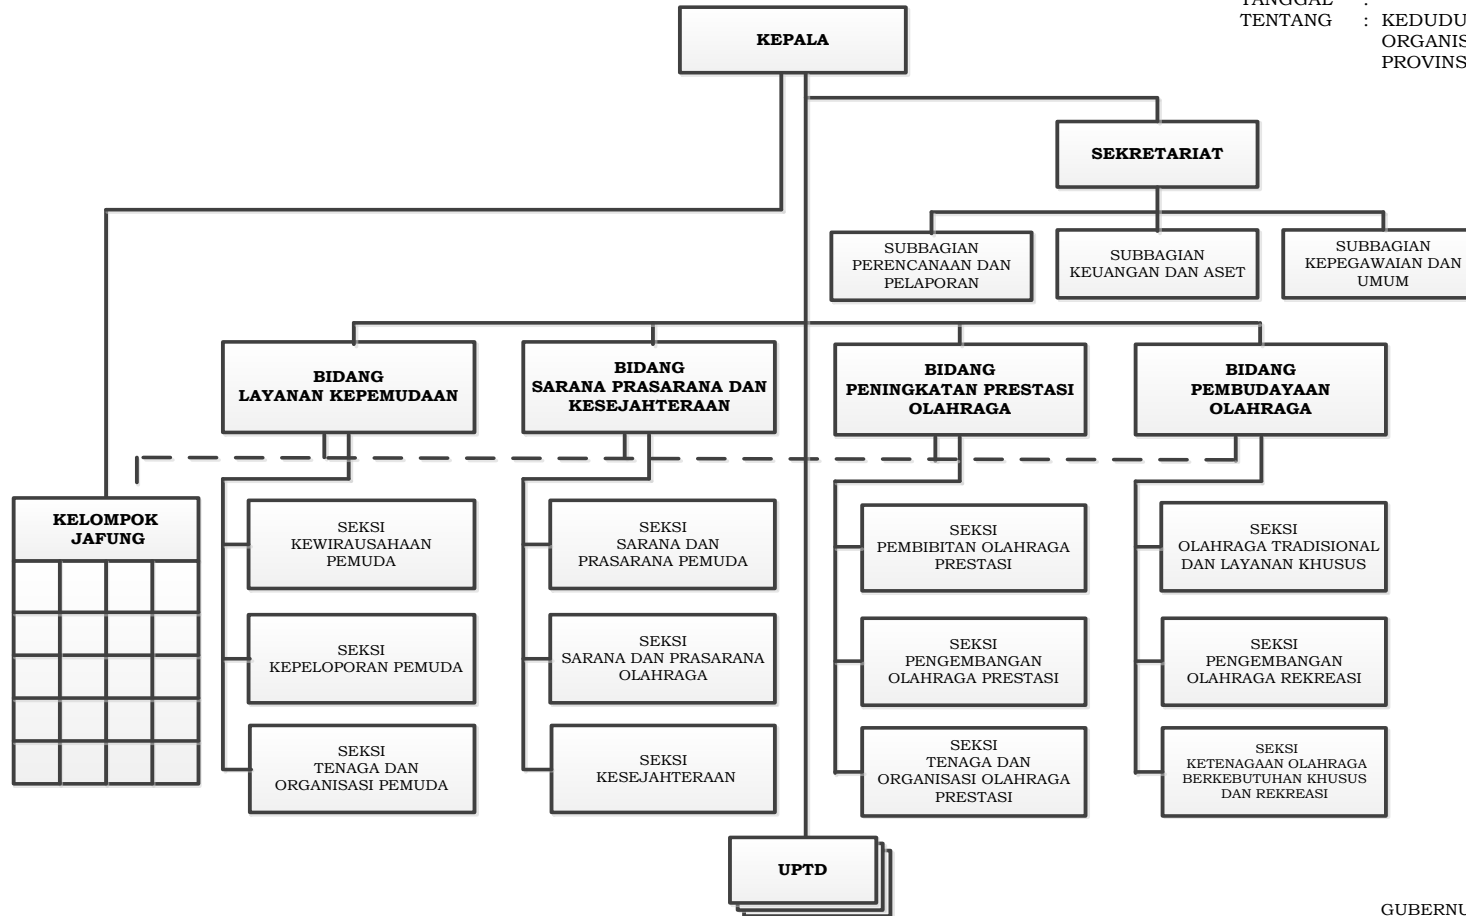 TENTANG : KEDUDU
ORGANIS
PROVINS
KEPALA
SEKRETARIAT
SUBBAGIAN
PERENCANAAN DAN
PELAPORAN
SUBBAGIAN
KEUANGAN DAN ASET
SUBBAGIAN
KEPEGAWAIAN DAN
UMUM
BIDANG
LAYANAN KEPEMUDAAN
BIDANG
SARANA PRASARANA DAN
KESEJAHTERAAN
BIDANG
PENINGKATAN PRESTASI
OLAHRAGA
BIDANG
PEMBUDAYAAN
OLAHRAGA
KELOMPOK
JAFUNG
SEKSI
KEWIRAUSAHAAN
PEMUDA
SEKSI
KEPELOPORAN PEMUDA
SEKSI
TENAGA DAN
ORGANISASI PEMUDA
SEKSI
SARANA DAN
PRASARANA PEMUDA
SEKSI
SARANA DAN PRASARANA
OLAHRAGA
SEKSI
KESEJAHTERAAN
SEKSI
PEMBIBITAN OLAHRAGA
PRESTASI
SEKSI
PENGEMBANGAN
OLAHRAGA PRESTASI
SEKSI
TENAGA DAN
ORGANISASI OLAHRAGA
PRESTASI
SEKSI
OLAHRAGA TRADISIONAL
DAN LAYANAN KHUSUS
SEKSI
PENGEMBANGAN
OLAHRAGA REKREASI
SEKSI
KETENAGAAN OLAHRAGA
BERKEBUTUHAN KHUSUS
DAN REKREASI
UPTD
GUBERNU